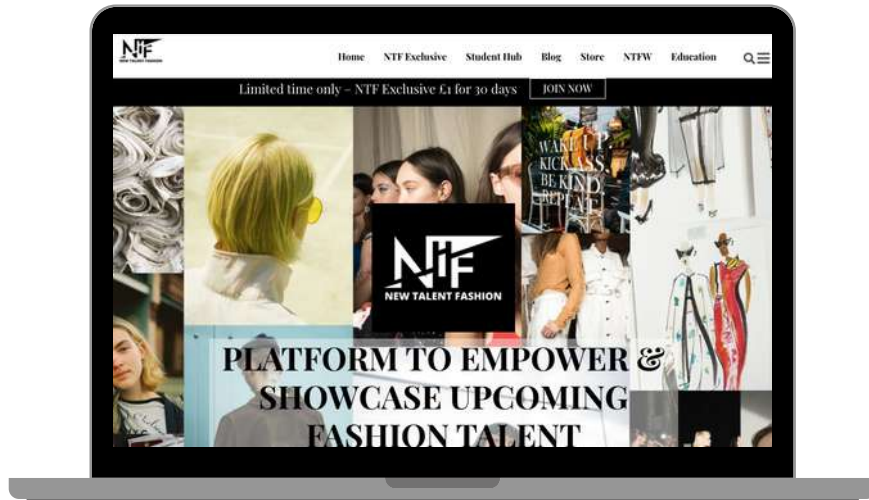 NTF
NEW TALENT FASHION
Home NTF Exclusive Student Hub Blog Store NTFW Education
Limited time only – NTF Exclusive £1 for 30 days JOIN NOW
WAKE UP.
KICK ASS.
BE KIND.
REPEAT.
NTF
NEW TALENT FASHION
PLATFORM TO EMPOWER &
SHOWCASE UPCOMING
FASHION TALENT